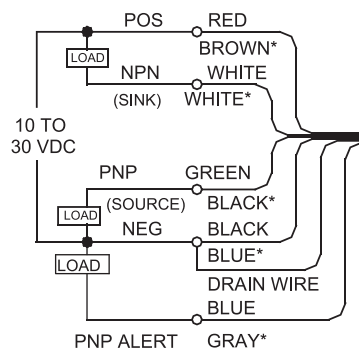 POS RED
BROWN*
LOAD
NPN WHITE
(SINK) WHITE*
10 TO
30 VDC
PNP GREEN
LOAD (SOURCE) BLACK*
NEG BLACK
BLUE*
LOAD
DRAIN WIRE
BLUE
PNP ALERT GRAY*